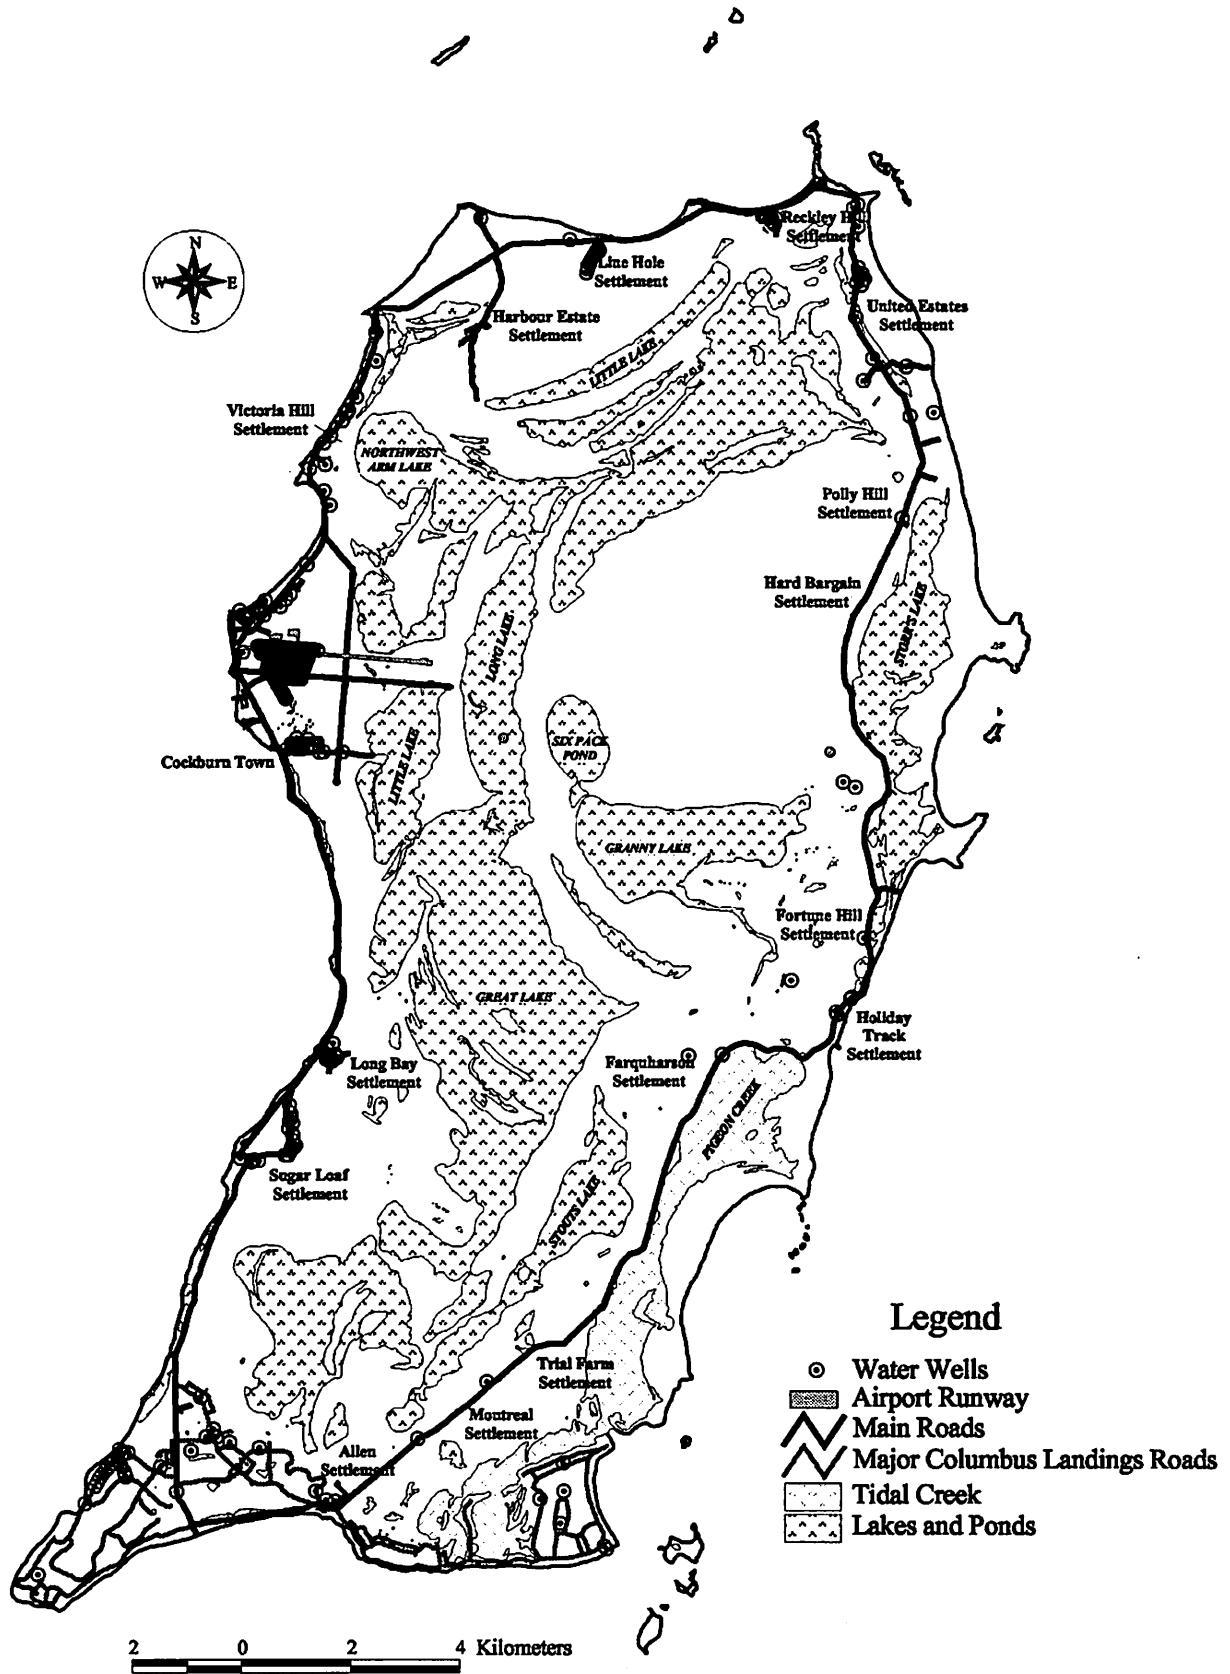 N
W E
S
Reckley H
Settlement
Line Hole
Settlement
United Estates
Settlement
Harbour Estate
Settlement
LITTLE LAKE
Victoria Hill
Settlement
NORTHWEST
ARM LAKE
Polly Hill
Settlement
Hard Bargain
Settlement
STORR'S LAKE
LONG LAKE
SIX PACK
POND
Cockburn Town
LITTLE LAKE
GRANNY LAKE
Fortune Hill
Settlement
GREAT LAKE
Holiday
Track
Settlement
Long Bay
Settlement
Farquharson
Settlement
PIGEON CREEK
Sugar Loaf
Settlement
STOUTS LAKE
Trial Farm
Settlement
Montreal
Settlement
Allen
Settlement
Legend
Water Wells
Airport Runway
Main Roads
Major Columbus Landings Roads
Tidal Creek
Lakes and Ponds
2 0 2 4 Kilometers